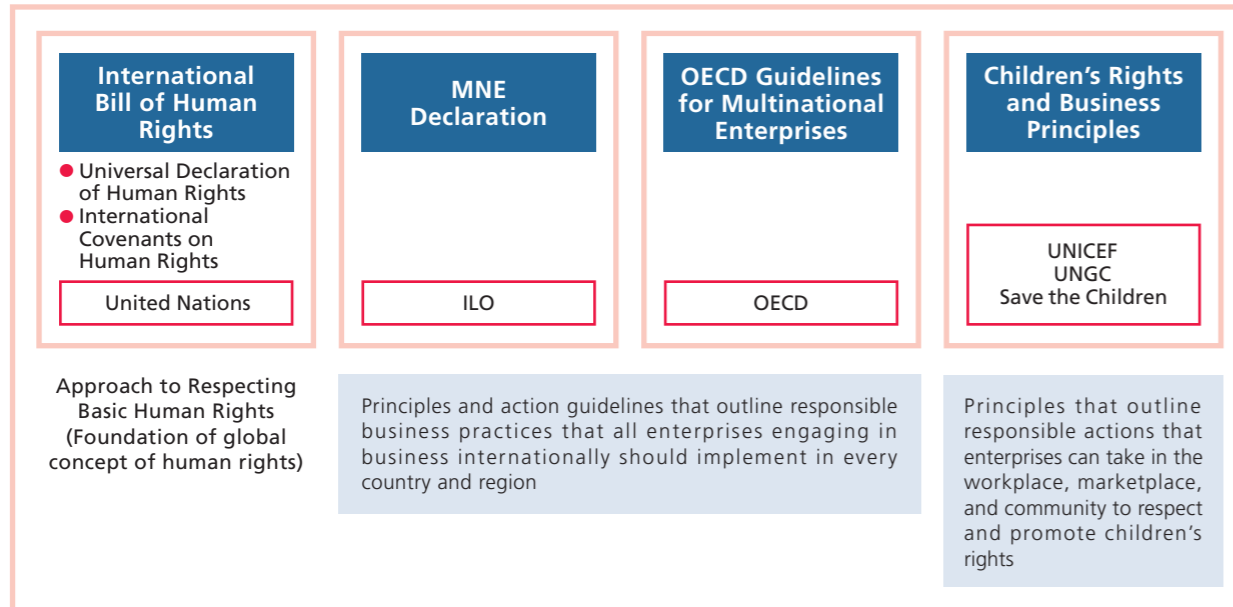 International
Bill of Human
Rights
● Universal Declaration
of Human Rights
● International
Covenants on
Human Rights
United Nations
MNE
Declaration
ILO
OECD Guidelines
for Multinational
Enterprises
OECD
Children's Rights
and Business
Principles
UNICEF
UNGC
Save the Children
Approach to Respecting
Basic Human Rights
(Foundation of global
concept of human rights)
Principles and action guidelines that outline responsible
business practices that all enterprises engaging in
business internationally should implement in every
country and region
Principles that outline
responsible actions that
enterprises can take in the
workplace, marketplace,
and community to respect
and promote children's
rights